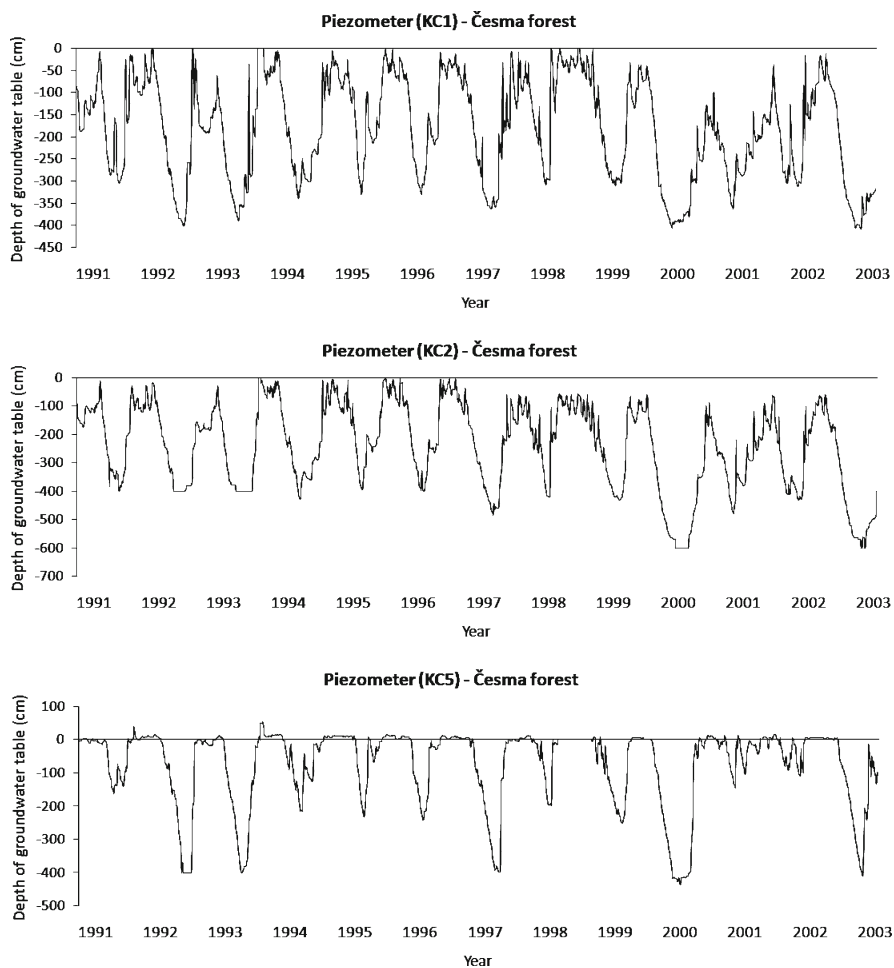 Piezometer (KC1) - Česma forest
Depth of groundwater table (cm)
0
-50
-100
-150
-200
-250
-300
-350
-400
-450
1991 1992 1993 1994 1995 1996 1997 1998 1999 2000 2001 2002 2003
Year
Piezometer (KC2) - Česma forest
Depth of groundwater table (cm)
0
-100
-200
-300
-400
-500
-600
-700
1991 1992 1993 1994 1995 1996 1997 1998 1999 2000 2001 2002 2003
Year
Piezometer (KC5) - Česma forest
Depth of groundwater table (cm)
100
0
-100
-200
-300
-400
-500
1991 1992 1993 1994 1995 1996 1997 1998 1999 2000 2001 2002 2003
Year